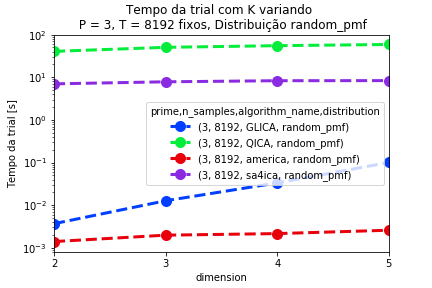 Tempo da trial com K variando
P = 3, T = 8192 fixos, Distribuição random_pmf
Tempo da trial [s]
10²
10¹
10⁰
10⁻¹
10⁻²
10⁻³
prime,n_samples,algorithm_name,distribution
(3, 8192, GLICA, random_pmf)
(3, 8192, QICA, random_pmf)
(3, 8192, america, random_pmf)
(3, 8192, sa4ica, random_pmf)
2
3
4
5
dimension